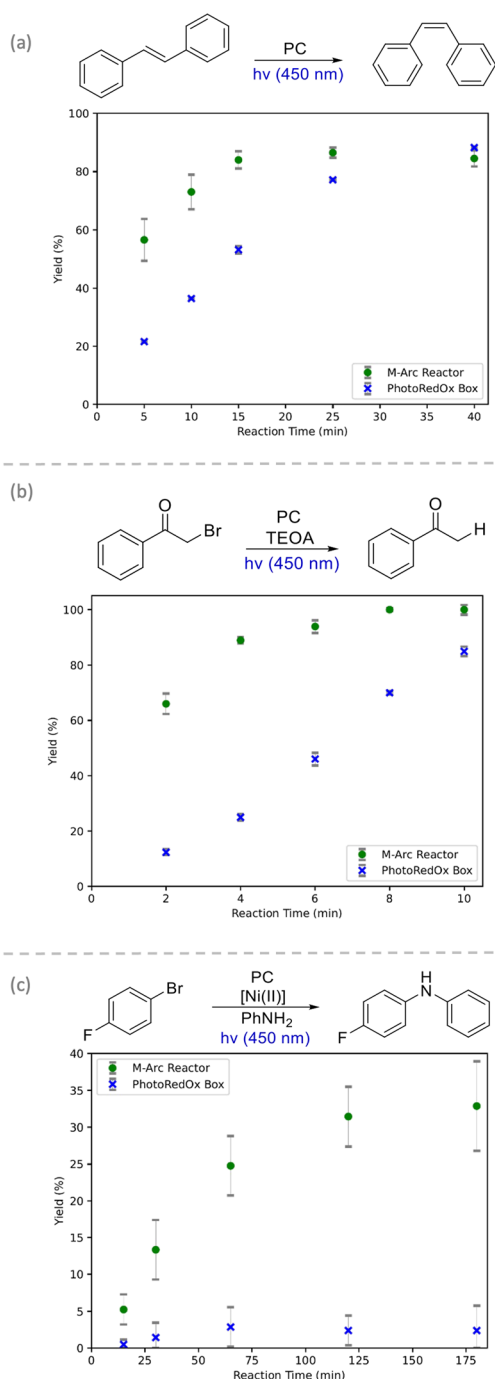 (a)
PC
hν (450 nm)
100
80
60
40
20
0
Yield (%)
M-Arc Reactor
PhotoRedOx Box
0 5 10 15 20 25 30 35 40
Reaction Time (min)
(b)
O
Br
PC
TEOA
hν (450 nm)
O
H
100
80
60
40
20
0
Yield (%)
M-Arc Reactor
PhotoRedOx Box
0 2 4 6 8 10
Reaction Time (min)
(c)
Br
F
PC
[Ni(II)]
PhNH₂
hν (450 nm)
H
N
F
40
35
30
25
20
15
10
5
0
Yield (%)
M-Arc Reactor
PhotoRedOx Box
0 25 50 75 100 125 150 175
Reaction Time (min)